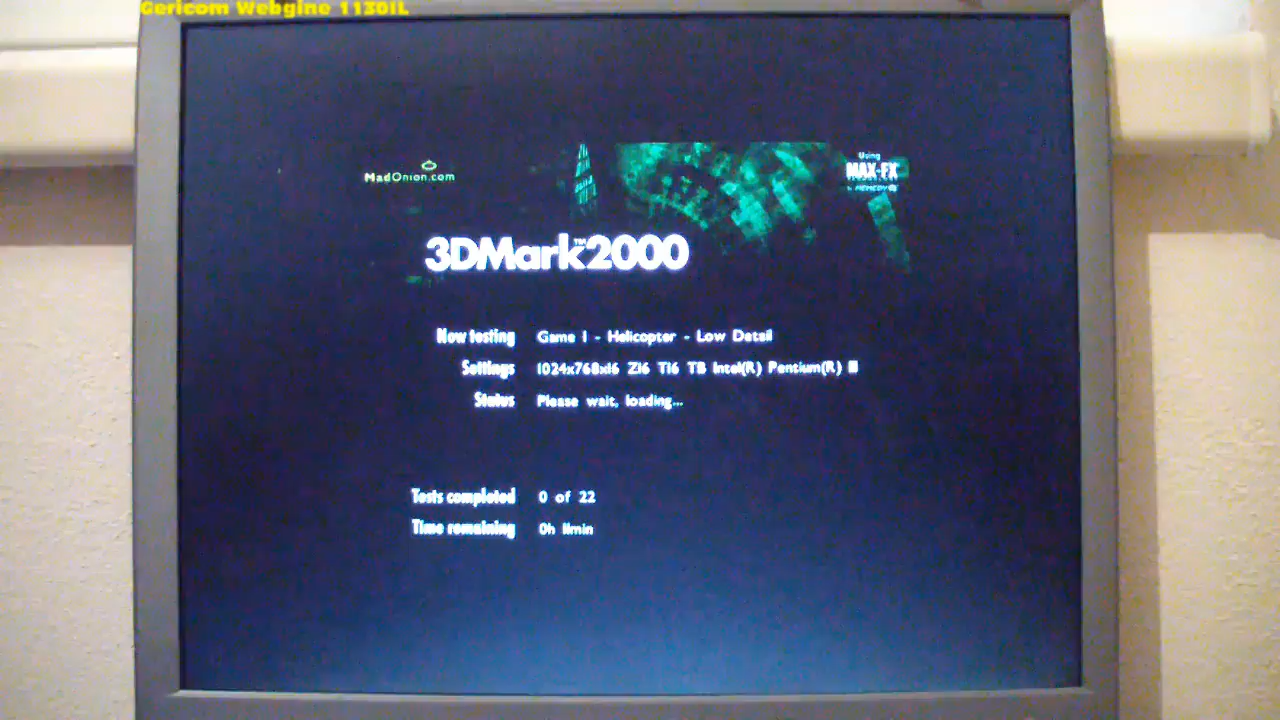 Gericom Webgine 1130IL
MadOnion.com
Using
MAX-FX
3DMark™2000
Now testing Game 1 - Helicopter - Low Detail
Settings 1024x768x16 Z16 T16 TB Intel(R) Pentium(R) III
Status Please wait, loading...
Tests completed 0 of 22
Time remaining 0h 11min